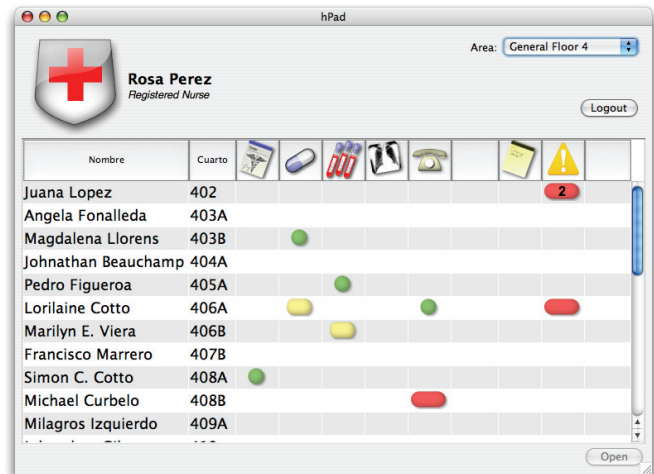 hPad
Area: General Floor 4
Rosa Perez
Registered Nurse
Logout
Nombre Cuarto
Juana Lopez 402 2
Angela Fonalleda 403A
Magdalena Llorens 403B
Johnathan Beauchamp 404A
Pedro Figueroa 405A
Lorilaine Cotto 406A
Marilyn E. Viera 406B
Francisco Marrero 407B
Simon C. Cotto 408A
Michael Curbelo 408B
Milagros Izquierdo 409A
Open